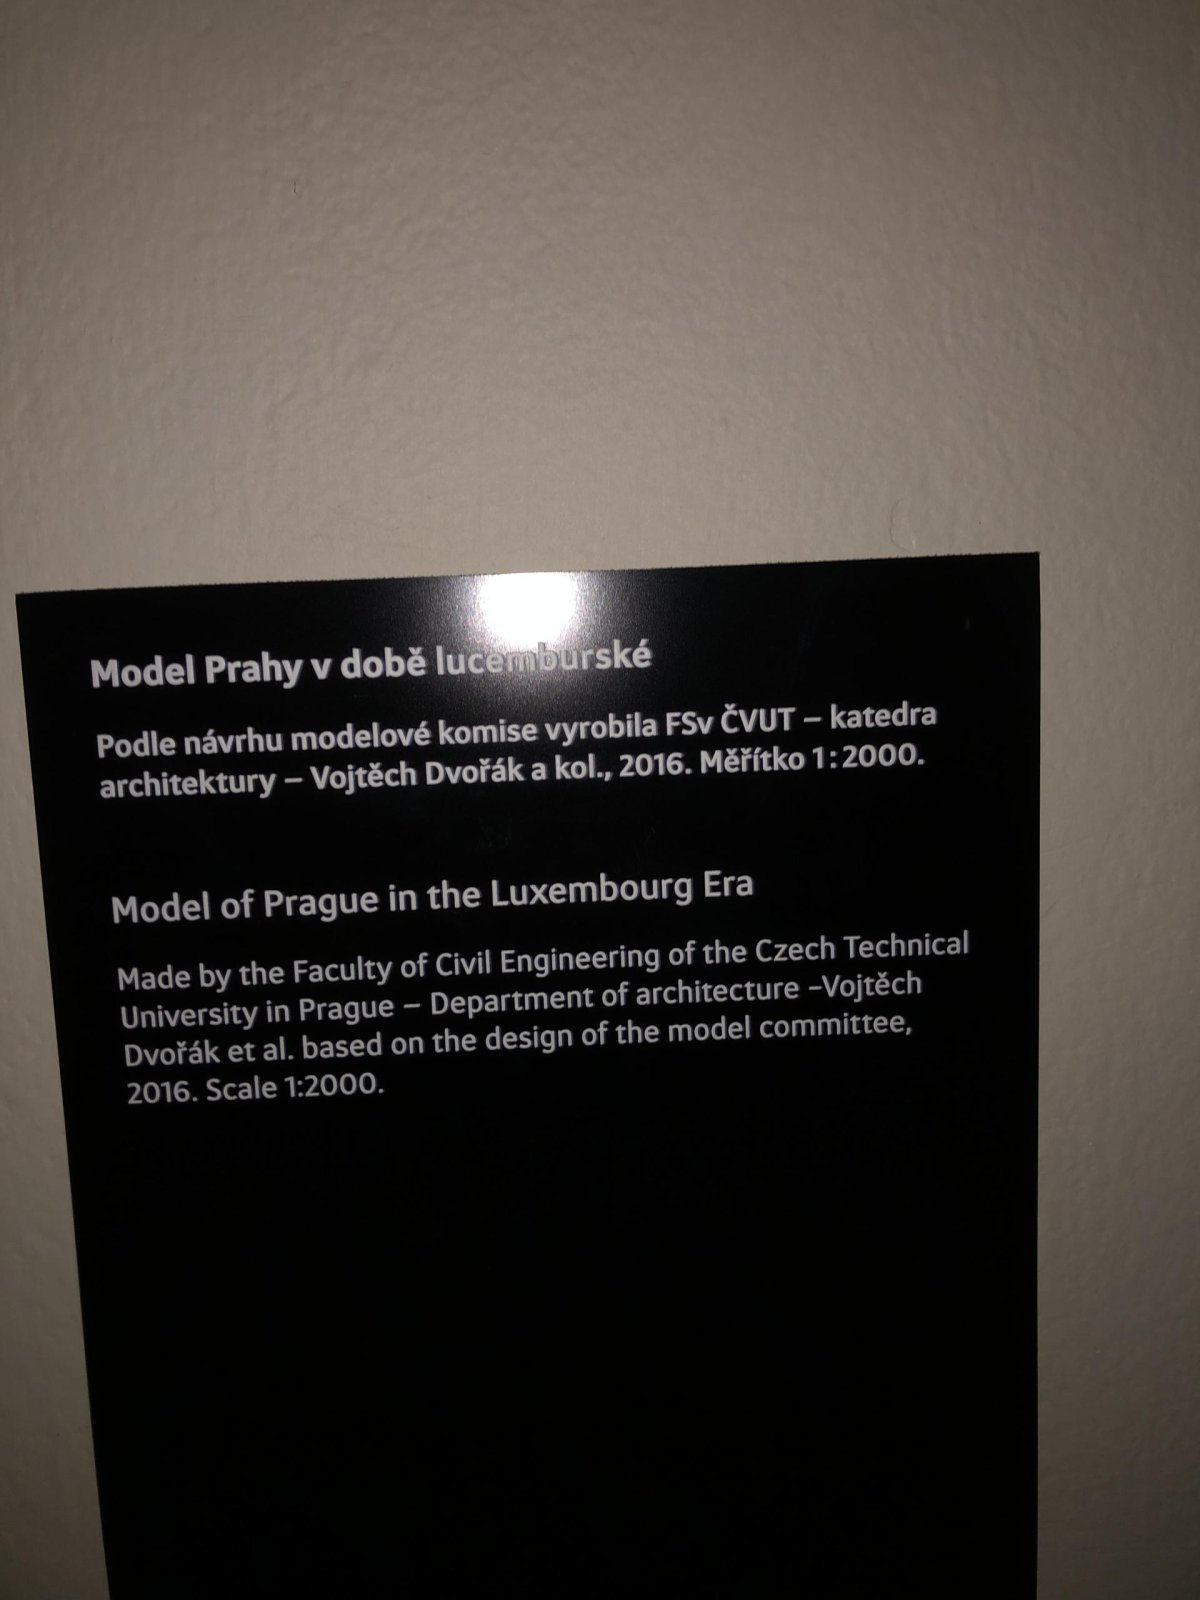 Model Prahy v době lucemburské
Podle návrhu modelové komise vyrobila FSv ČVUT – katedra
architektury – Vojtěch Dvořák a kol., 2016. Měřítko 1:2000.
Model of Prague in the Luxembourg Era
Made by the Faculty of Civil Engineering of the Czech Technical
University in Prague – Department of architecture –Vojtěch
Dvořák et al. based on the design of the model committee,
2016. Scale 1:2000.